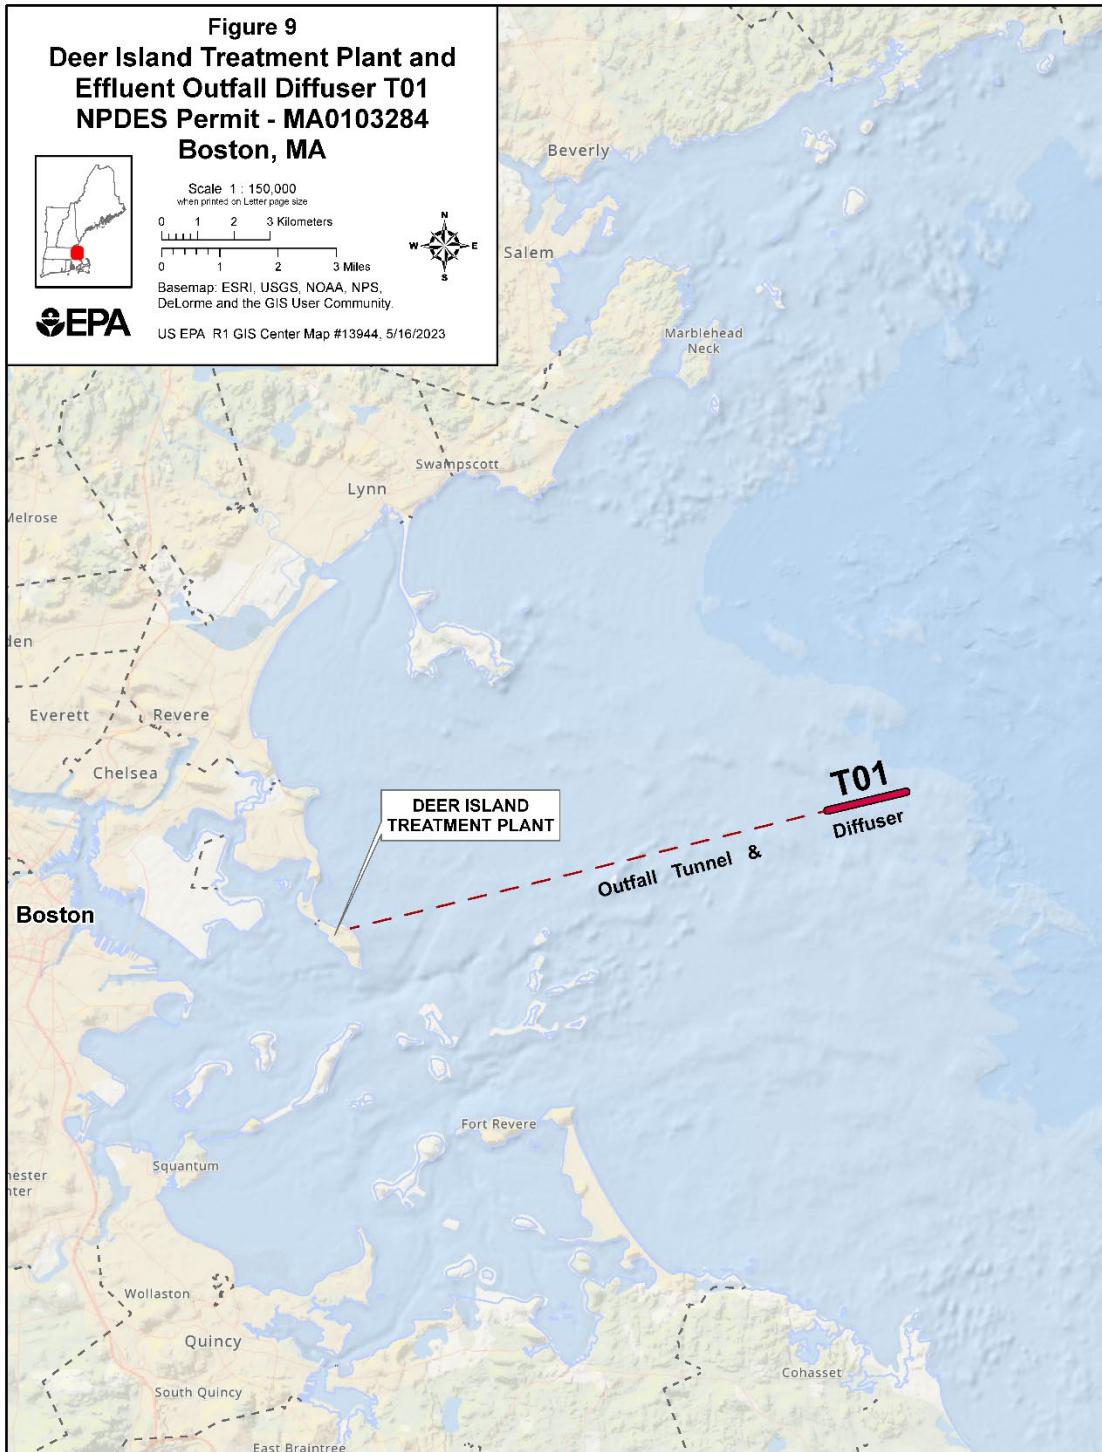 Figure 9
Deer Island Treatment Plant and
Effluent Outfall Diffuser T01
NPDES Permit - MA0103284
Boston, MA
Scale 1 : 150,000
when printed on Letter page size
0 1 2 3 Kilometers
0 1 2 3 Miles
N
W E
S
Basemap: ESRI, USGS, NOAA, NPS,
DeLorme and the GIS User Community.
EPA
US EPA R1 GIS Center Map #13944, 5/16/2023
Beverly
Salem
Marblehead
Neck
Swampscott
Lynn
Melrose
den
Everett
Revere
Chelsea
T01
DEER ISLAND
TREATMENT PLANT
Outfall Tunnel & Diffuser
Boston
Fort Revere
Squantum
hester
nter
Wollaston
Quincy
Cohasset
South Quincy
East Braintree